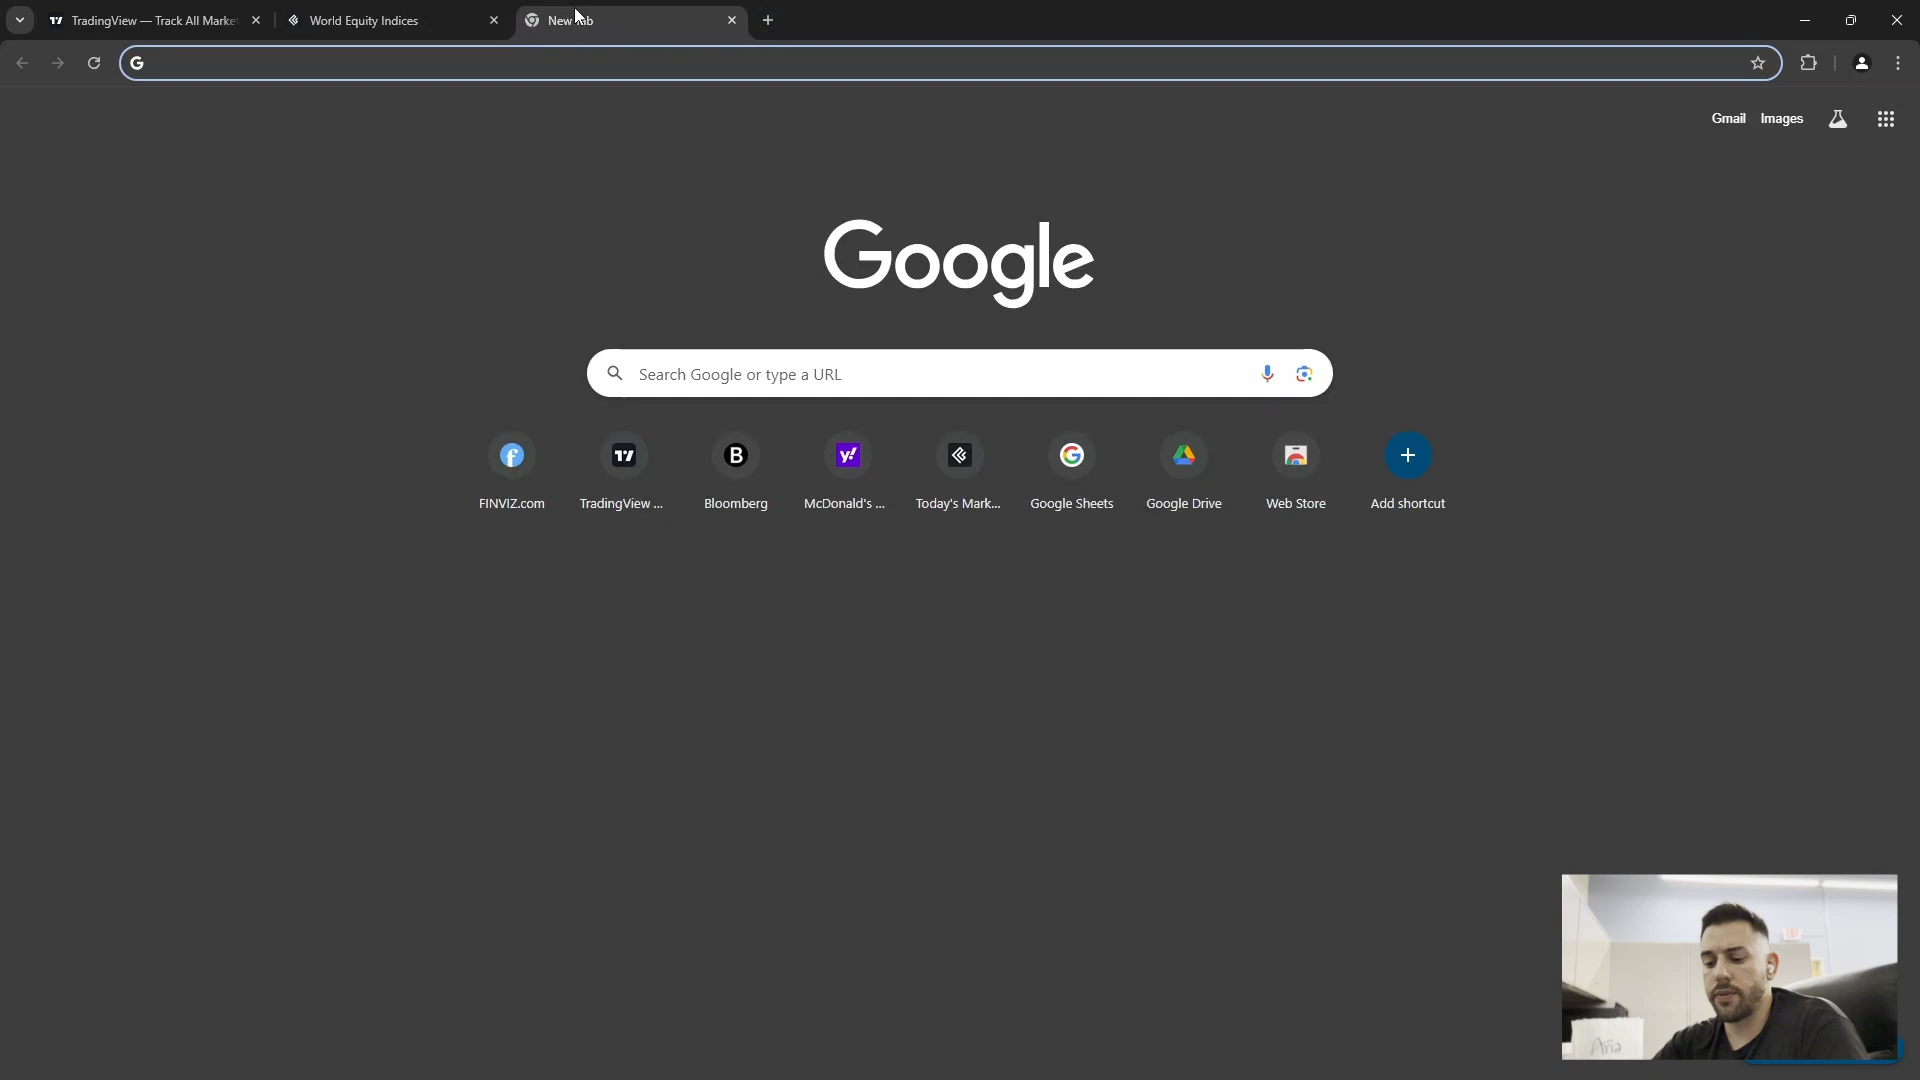 TradingView — Track All Marke
World Equity Indices
New Tab
Gmail
Images
Google
Search Google or type a URL
FINVIZ.com
TradingView ...
Bloomberg
McDonald's ...
Today's Mark...
Google Sheets
Google Drive
Web Store
Add shortcut
Aria